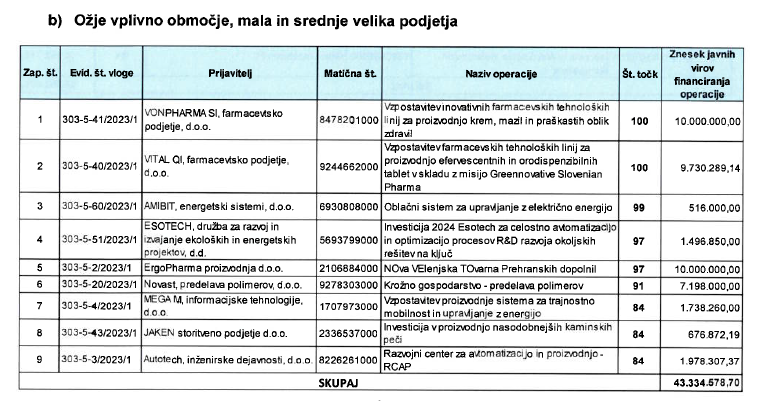 b) Ožje vplivno območje, mala in srednje velika podjetja
Zap. št. Evid. št. vloge Prijavitelj Matična št. Naziv operacije Št. točk Znesek javnih virov financiranja operacije
1 303-5-41/2023/1 VONPHARMA SI, farmacevtsko podjetje, d.o.o. 8478201000 Vzpostavitev inovativnih farmacevskih tehnoloških linij za proizvodnjo krem, mazil in praškastih oblik zdravil 100 10.000.000,00
2 303-5-40/2023/1 VITAL QI, farmacevtsko podjetje, d.o.o. 9244662000 Vzpostavitev farmacevskih tehnoloških linij za proizvodnjo efervescentnih in orodispenzibilnih tablet v skladu z misijo Greennovative Slovenian Pharma 100 9.730.289,14
3 303-5-60/2023/1 AMIBIT, energetski sistemi, d.o.o. 6930808000 Oblačni sistem za upravljanje z električno energijo 99 516.000,00
4 303-5-51/2023/1 ESOTECH, družba za razvoj in izvajanje ekoloških in energetskih projektov, d.d. 5693799000 Investicija 2024 Esotech za celostno avtomatizacijo in optimizacijo procesov R&D razvoja okoljskih rešitev na ključ 97 1.496.850,00
5 303-5-2/2023/1 ErgoPharma proizvodnja d.o.o. 2106884000 NOva VElenjska TOvarna Prehranskih dopolnil 97 10.000.000,00
6 303-5-20/2023/1 Novast, predelava polimerov, d.o.o. 9278303000 Krožno gospodarstvo - predelava polimerov 91 7.198.000,00
7 303-5-4/2023/1 MEGA M, informacijske tehnologije, d.o.o. 1707973000 Vzpostavitev proizvodnje sistema za trajnostno mobilnost in upravljanje z energijo 84 1.738.260,00
8 303-5-43/2023/1 JAKEN storitveno podjetje d.o.o. 2336537000 Investicija v proizvodnjo nasodobnejših kaminskih peči 84 676.872,19
9 303-5-3/2023/1 Autotech, inženirske dejavnosti, d.o.o. 8226261000 Razvojni center za avtomatizacijo in proizvodnjo - RCAP 84 1.978.307,37
SKUPAJ 43.334.578,70